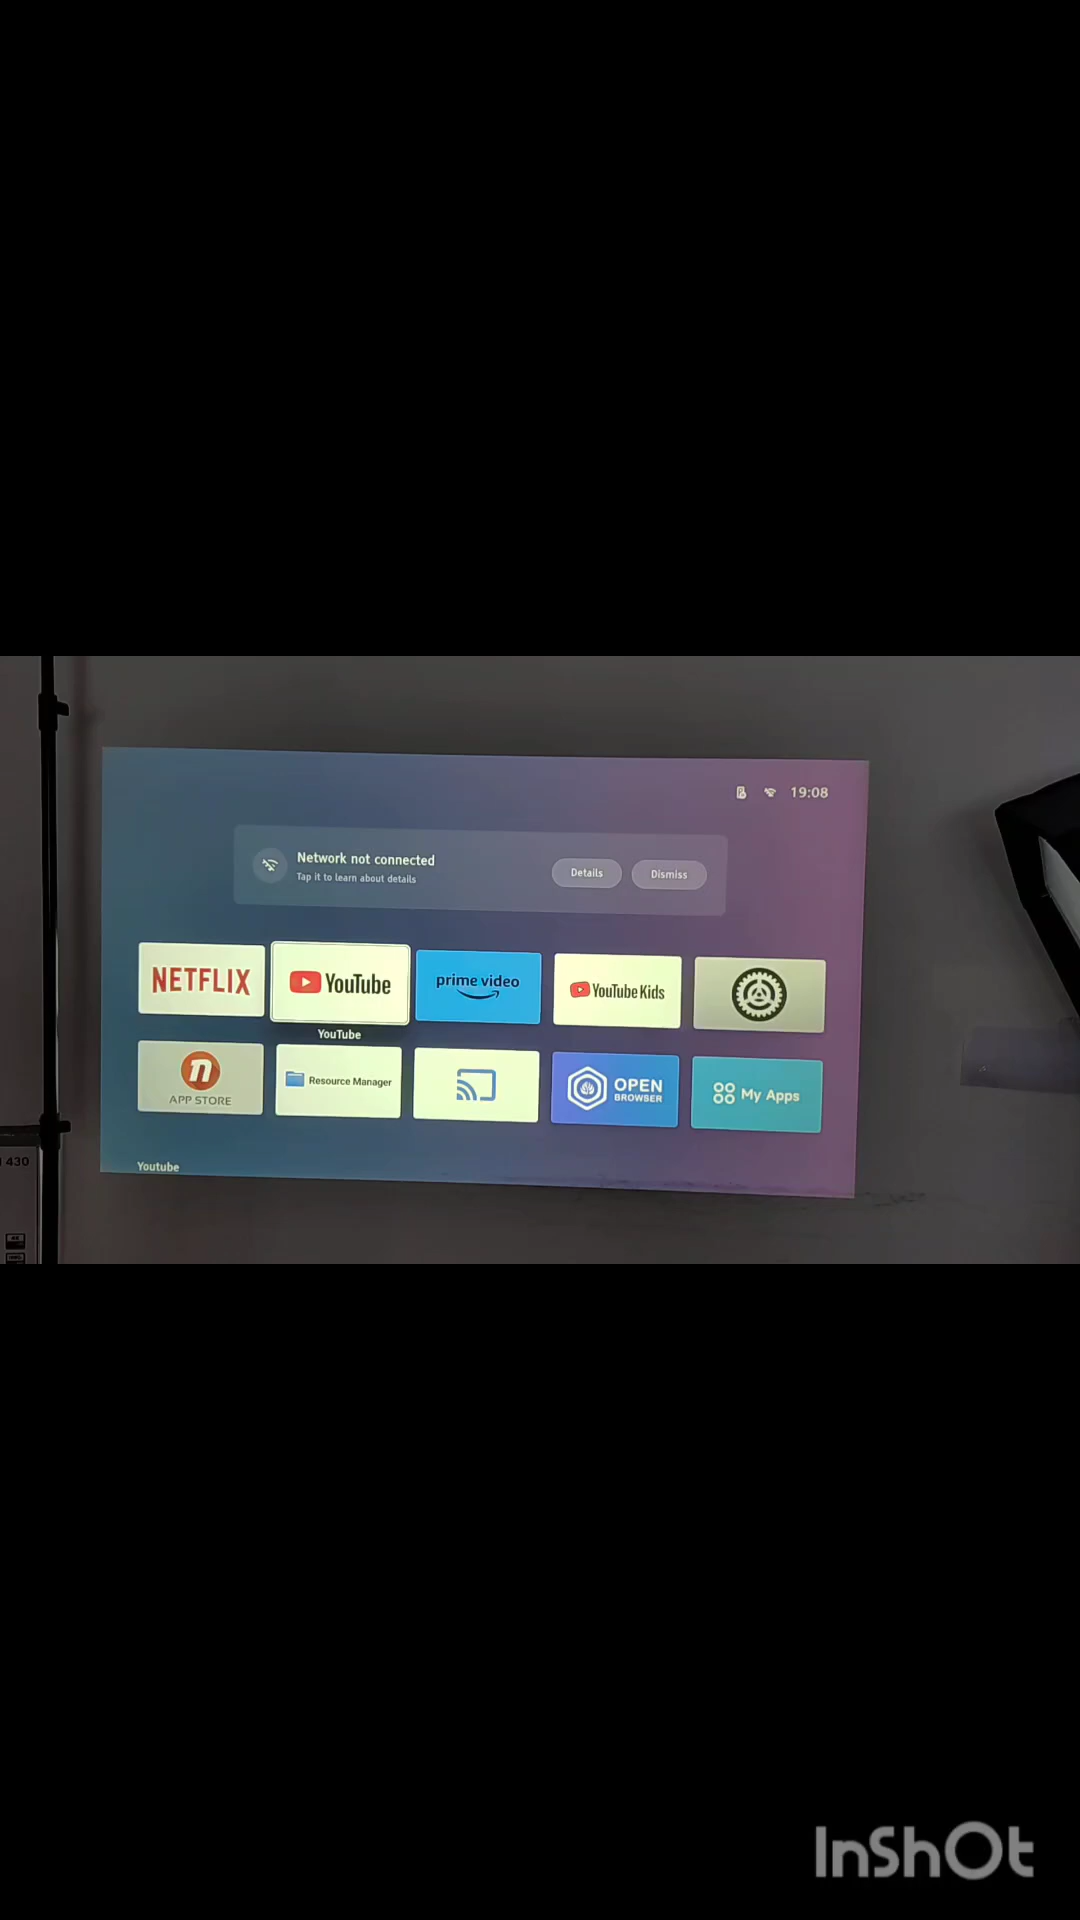 19:08
Network not connected
Tap it to learn about details
Details
Dismiss
NETFLIX
YouTube
prime video
YouTube Kids
YouTube
n
APP STORE
Resource Manager
OPEN
BROWSER
My Apps
Youtube
430
4K
InShOt